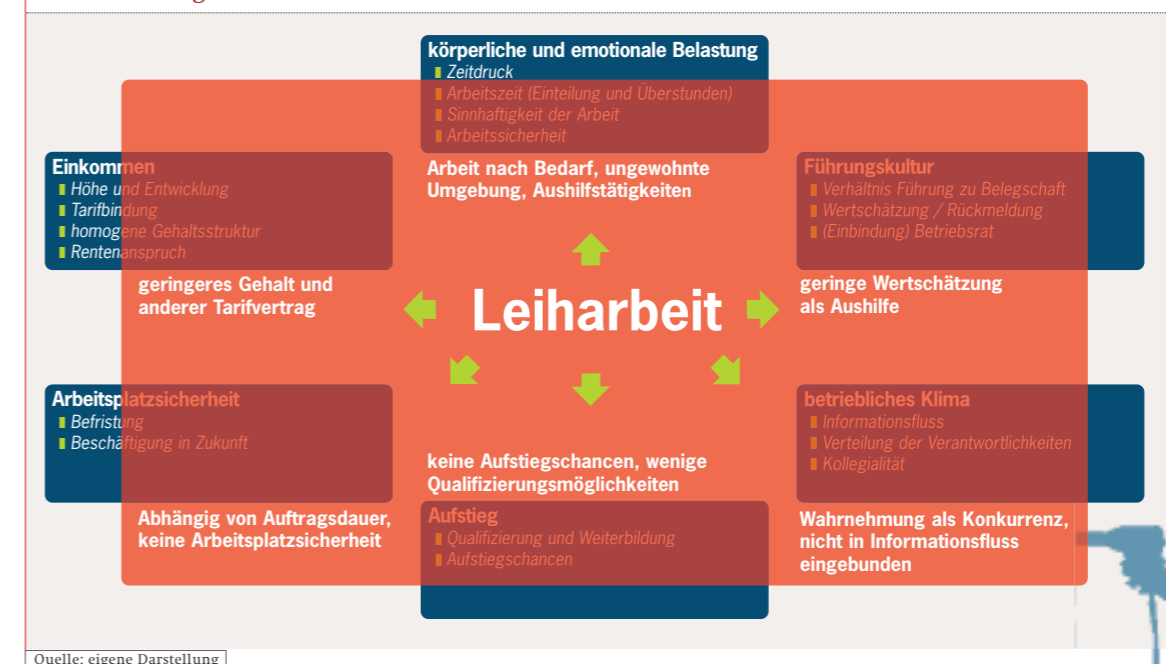 körperliche und emotionale Belastung
Zeitdruck
Arbeitszeit (Einteilung und Überstunden)
Sinnhaftigkeit der Arbeit
Arbeitssicherheit
Arbeit nach Bedarf, ungewohnte
Umgebung, Aushilfstätigkeiten
Einkommen
Höhe und Entwicklung
Tarifbindung
homogene Gehaltsstruktur
Rentenanspruch
geringeres Gehalt und
anderer Tarifvertrag
Führungskultur
Verhältnis Führung zu Belegschaft
Wertschätzung / Rückmeldung
(Einbindung) Betriebsrat
geringe Wertschätzung
als Aushilfe
Leiharbeit
Arbeitsplatzsicherheit
Befristung
Beschäftigung in Zukunft
Abhängig von Auftragsdauer,
keine Arbeitsplatzsicherheit
keine Aufstiegschancen, wenige
Qualifizierungsmöglichkeiten
Aufstieg
Qualifizierung und Weiterbildung
Aufstiegschancen
betriebliches Klima
Informationsfluss
Verteilung der Verantwortlichkeiten
Kollegialität
Wahrnehmung als Konkurrenz,
nicht in Informationsfluss
eingebunden
Quelle: eigene Darstellung